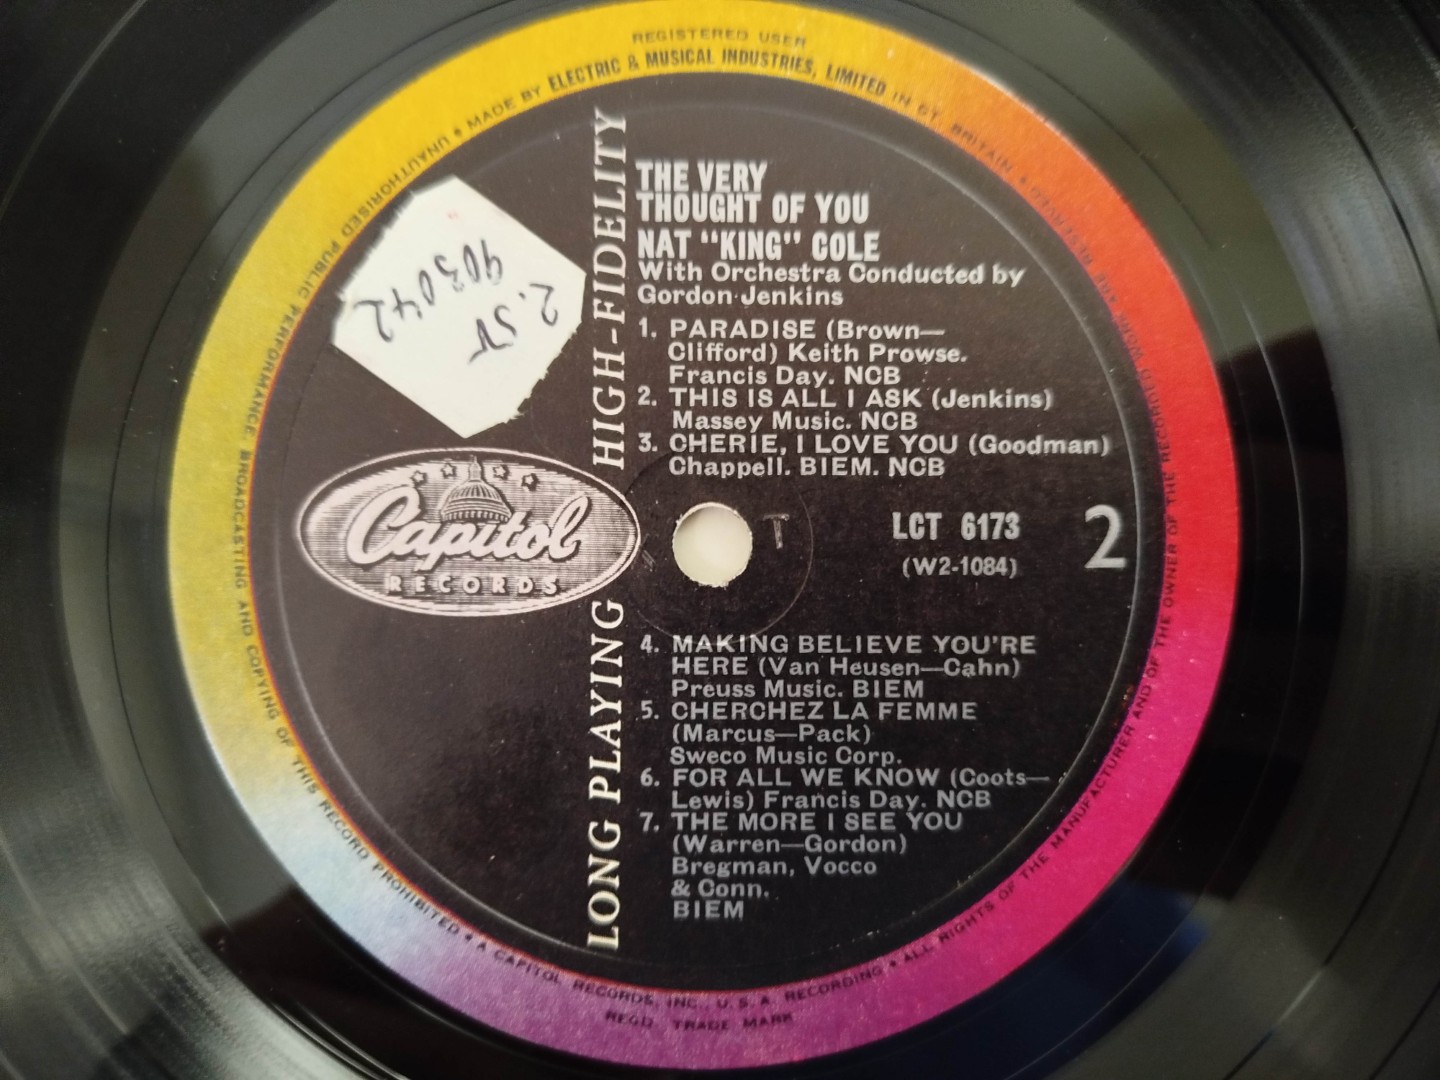 REGISTERED USER
UNAUTHORISED PUBLIC PERFORMANCE, BROADCASTING AND COPYING OF THIS RECORD PROHIBITED • A CAPITOL RECORDS, INC., U.S.A. RECORDING • ALL RIGHTS OF THE MANUFACTURER AND OF THE OWNER OF THE RECORDED WORK ARE RESERVED • MADE BY ELECTRIC & MUSICAL INDUSTRIES, LIMITED IN GT. BRITAIN •
REGD. TRADE MARK
LONG PLAYING HIGH-FIDELITY
THE VERY
THOUGHT OF YOU
NAT "KING" COLE
With Orchestra Conducted by
Gordon Jenkins
1. PARADISE (Brown—
Clifford) Keith Prowse.
Francis Day. NCB
2. THIS IS ALL I ASK (Jenkins)
Massey Music. NCB
3. CHERIE, I LOVE YOU (Goodman)
Chappell. BIEM. NCB
Capitol
RECORDS
T
LCT 6173
(W2-1084)
2
4. MAKING BELIEVE YOU'RE
HERE (Van Heusen—Cahn)
Preuss Music. BIEM
5. CHERCHEZ LA FEMME
(Marcus—Pack)
Sweco Music Corp.
6. FOR ALL WE KNOW (Coots—
Lewis) Francis Day. NCB
7. THE MORE I SEE YOU
(Warren—Gordon)
Bregman, Vocco
& Conn.
BIEM
903042